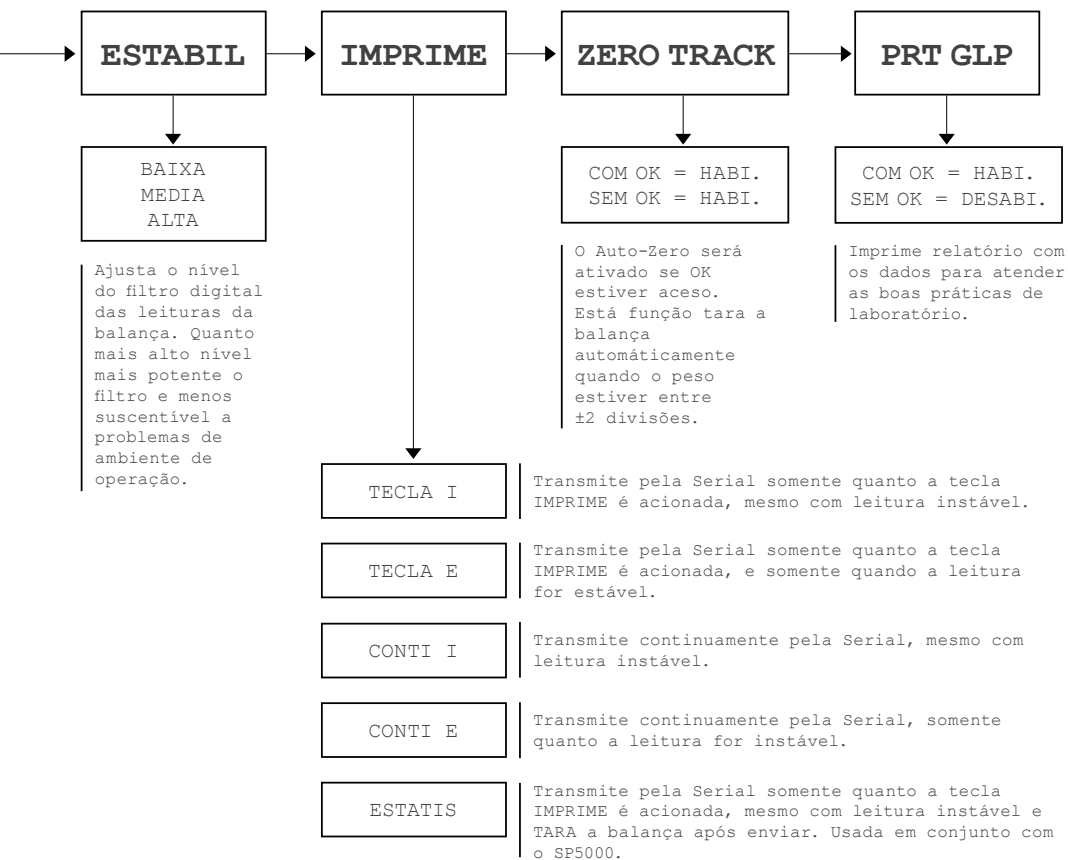 ESTABIL
IMPRIME
ZERO TRACK
PRT GLP
BAIXA
MEDIA
ALTA
COM OK = HABI.
SEM OK = HABI.
COM OK = HABI.
SEM OK = DESABI.
Ajusta o nível
do filtro digital
das leituras da
balança. Quanto
mais alto nível
mais potente o
filtro e menos
suscentível a
problemas de
ambiente de
operação.
O Auto-Zero será
ativado se OK
estiver aceso.
Está função tara a
balança
automáticamente
quando o peso
estiver entre
±2 divisões.
Imprime relatório com
os dados para atender
as boas práticas de
laboratório.
TECLA I
Transmite pela Serial somente quanto a tecla
IMPRIME é acionada, mesmo com leitura instável.
TECLA E
Transmite pela Serial somente quanto a tecla
IMPRIME é acionada, e somente quando a leitura
for estável.
CONTI I
Transmite continuamente pela Serial, mesmo com
leitura instável.
CONTI E
Transmite continuamente pela Serial, somente
quanto a leitura for instável.
ESTATIS
Transmite pela Serial somente quanto a tecla
IMPRIME é acionada, mesmo com leitura instável e
TARA a balança após enviar. Usada em conjunto com
o SP5000.